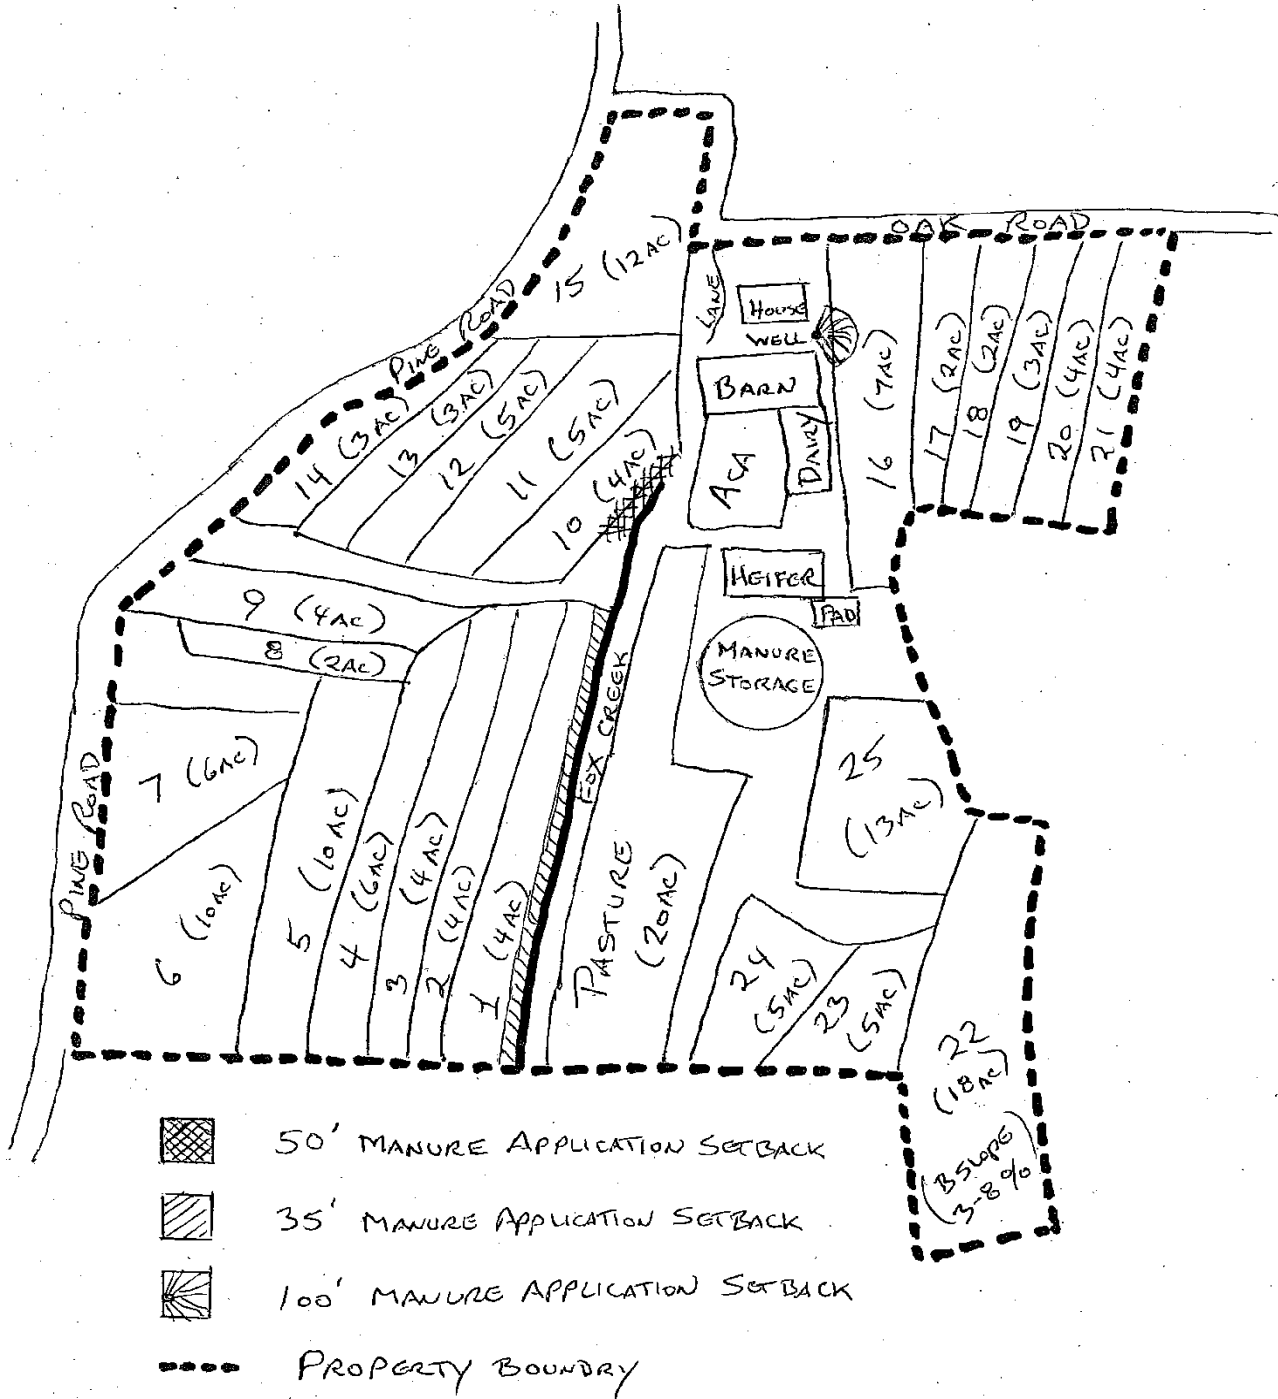 OAK ROAD
15 (12AC)
LANE
HOUSE
WELL
PINE ROAD
BARN
ACA
DAIRY
14 (3AC)
13 (3AC)
12 (5AC)
11 (5AC)
10 (4AC)
16 (7AC)
17 (2AC)
18 (2AC)
19 (3AC)
20 (4AC)
21 (4AC)
HEIFER
PAD
9 (4AC)
8 (2AC)
MANURE
STORAGE
FOX CREEK
7 (6AC)
PINE ROAD
6 (10AC)
5 (10AC)
4 (6AC)
3 (4AC)
2 (4AC)
1 (4AC)
PASTURE
(20AC)
25
(13AC)
24
(5AC)
23
(5AC)
22
(18AC)
(B SLOPE
3-8%)
50' MANURE APPLICATION SETBACK
35' MANURE APPLICATION SETBACK
100' MANURE APPLICATION SETBACK
PROPERTY BOUNDRY